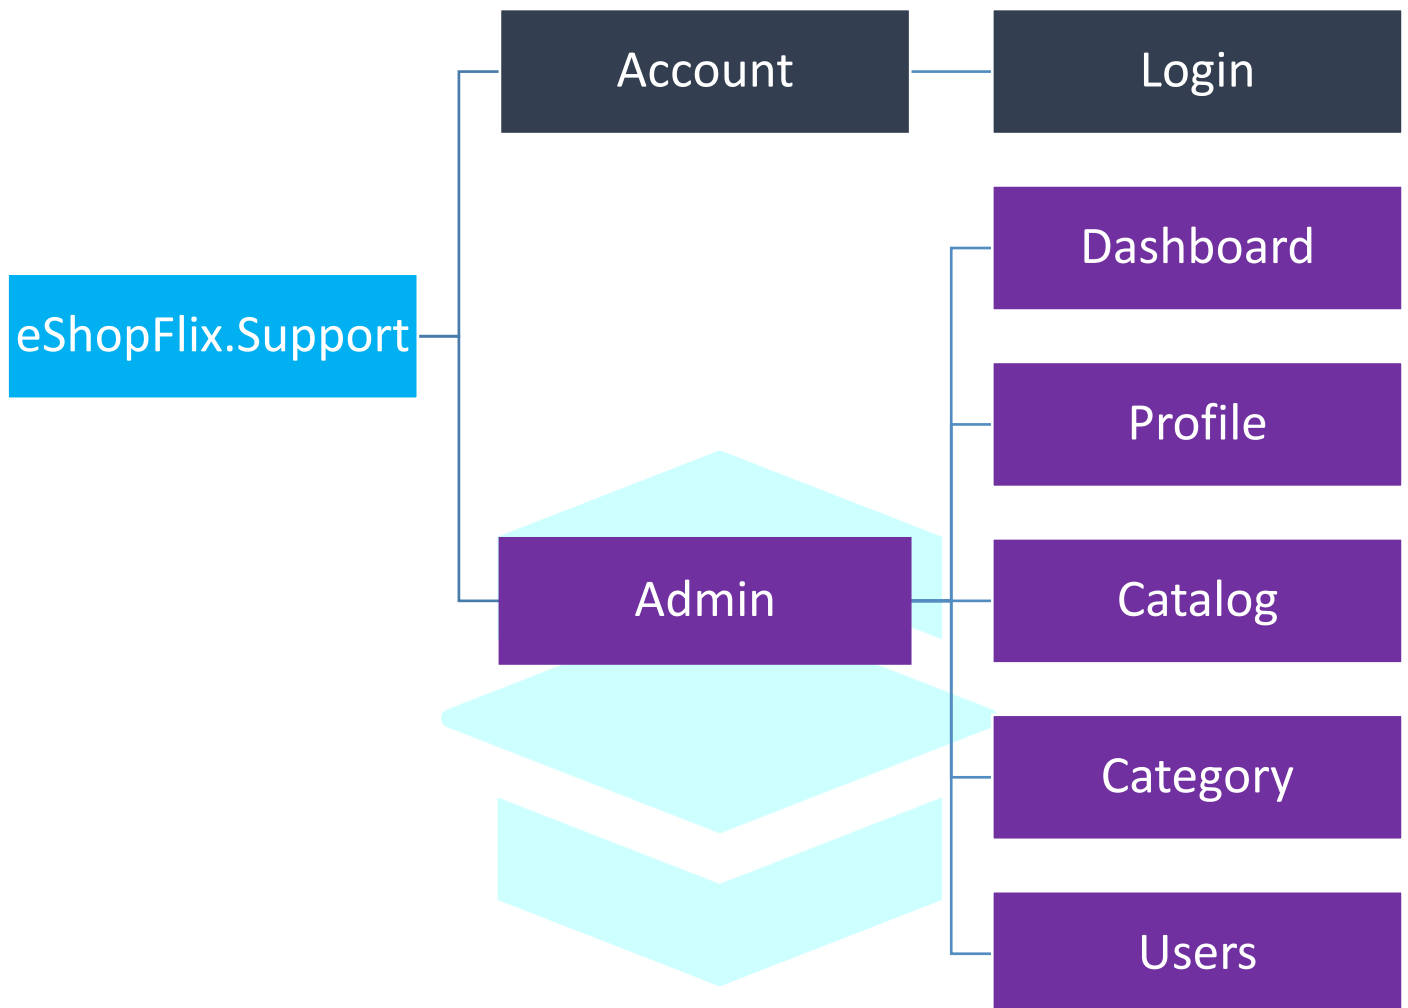 Account
Login
Dashboard
eShopFlix.Support
Profile
Admin
Catalog
Category
Users